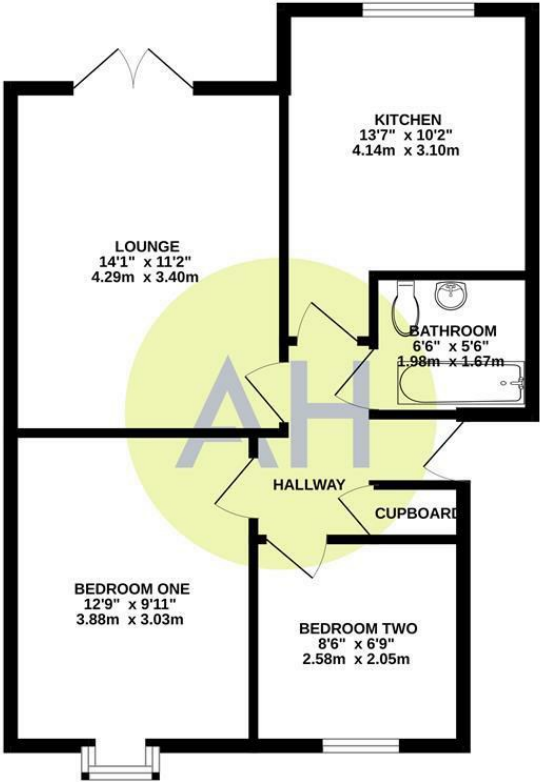 KITCHEN
13'7" x 10'2"
4.14m x 3.10m
LOUNGE
14'1" x 11'2"
4.29m x 3.40m
BATHROOM
6'6" x 5'6"
1.98m x 1.67m
AH
HALLWAY
CUPBOARD
BEDROOM ONE
12'9" x 9'11"
3.88m x 3.03m
BEDROOM TWO
8'6" x 6'9"
2.58m x 2.05m